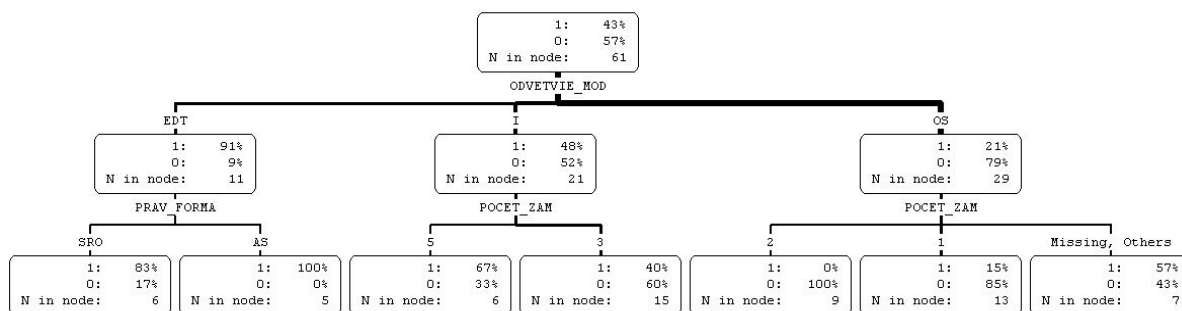 1: 43%
0: 57%
N in node: 61
ODVETVIE_MOD
EDT I OS
1: 91% 1: 48% 1: 21%
0: 9% 0: 52% 0: 79%
N in node: 11 N in node: 21 N in node: 29
PRAV_FORMA POCET_ZAM POCET_ZAM
SRO AS 5 3 2 1 Missing, Others
1: 83% 1: 100% 1: 67% 1: 40% 1: 0% 1: 15% 1: 57%
0: 17% 0: 0% 0: 33% 0: 60% 0: 100% 0: 85% 0: 43%
N in node: 6 N in node: 5 N in node: 6 N in node: 15 N in node: 9 N in node: 13 N in node: 7